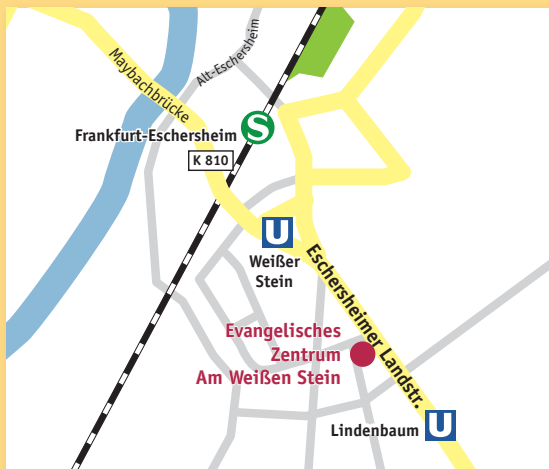 Maybachbrücke
Alt-Eschersheim
Frankfurt-Eschersheim
S
K 810
U
Weißer
Stein
Eschersheimer Landstr.
Evangelisches
Zentrum
Am Weißen Stein
Lindenbaum
U